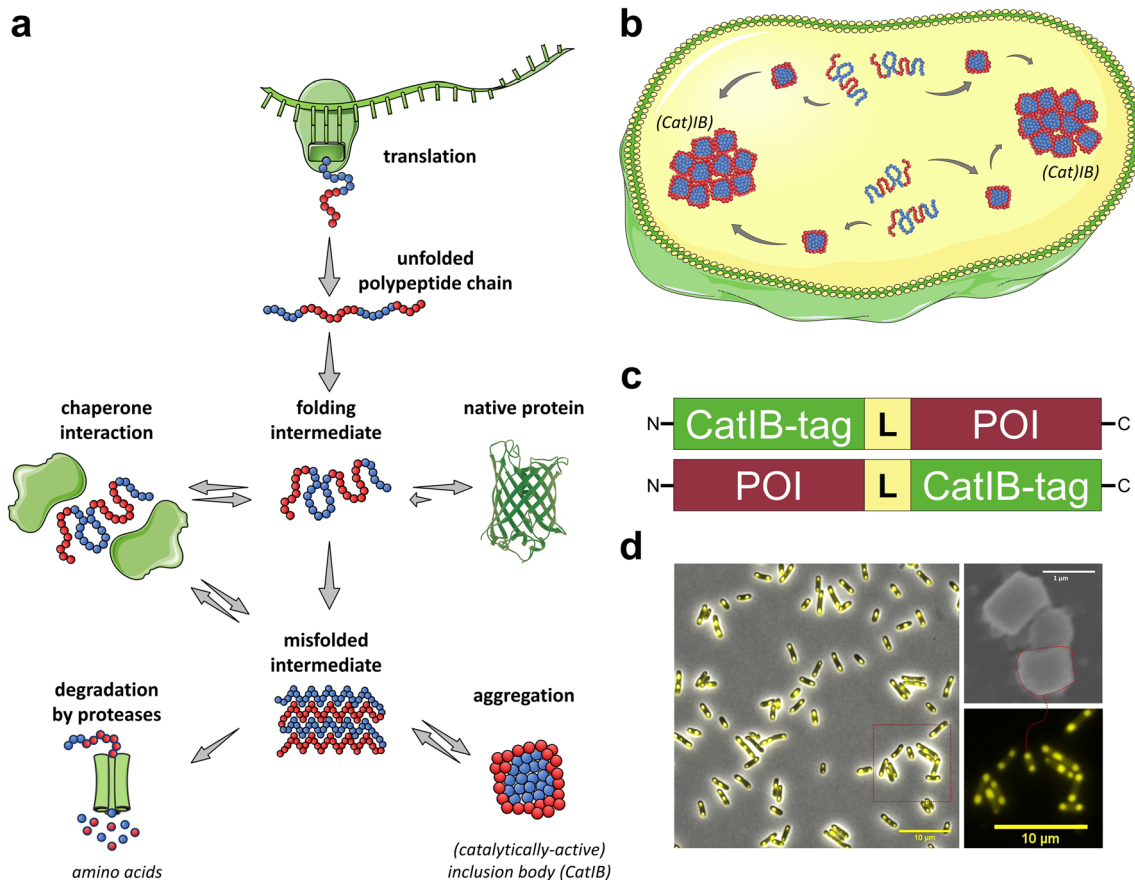 a
translation
unfolded
polypeptide chain
chaperone
interaction
folding
intermediate
native protein
misfolded
intermediate
degradation
by proteases
aggregation
amino acids
(catalytically-active)
inclusion body (CatIB)
b
(Cat)IB)
(Cat)IB)
c
N CatIB-tag L POI C
N POI L CatIB-tag C
d
1 µm
10 µm
10 µm